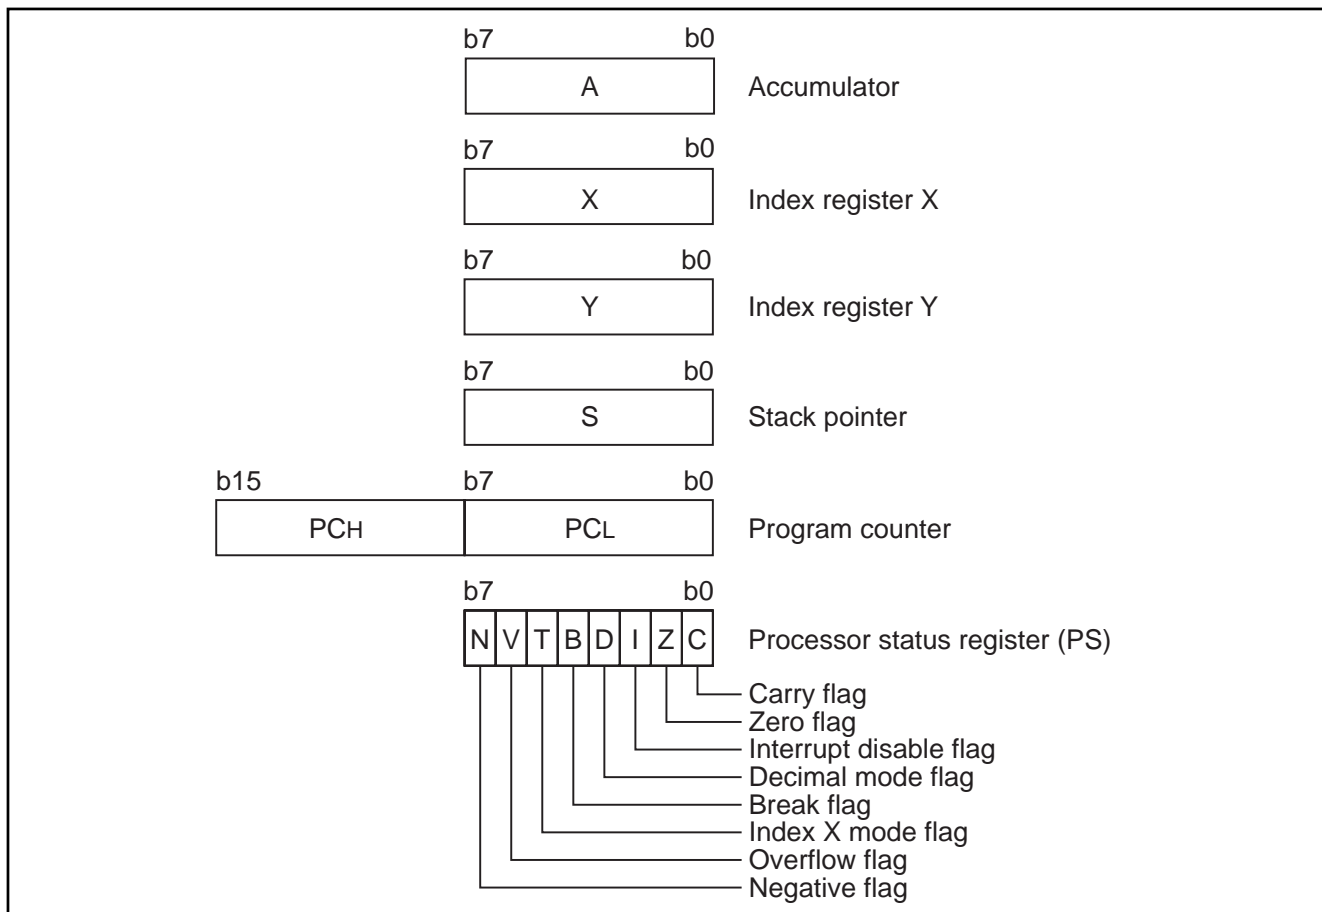 b7 b0
A Accumulator
b7 b0
X Index register X
b7 b0
Y Index register Y
b7 b0
S Stack pointer
b15 b7 b0
PCH PCL Program counter
b7 b0
N V T B D I Z C Processor status register (PS)
Carry flag
Zero flag
Interrupt disable flag
Decimal mode flag
Break flag
Index X mode flag
Overflow flag
Negative flag